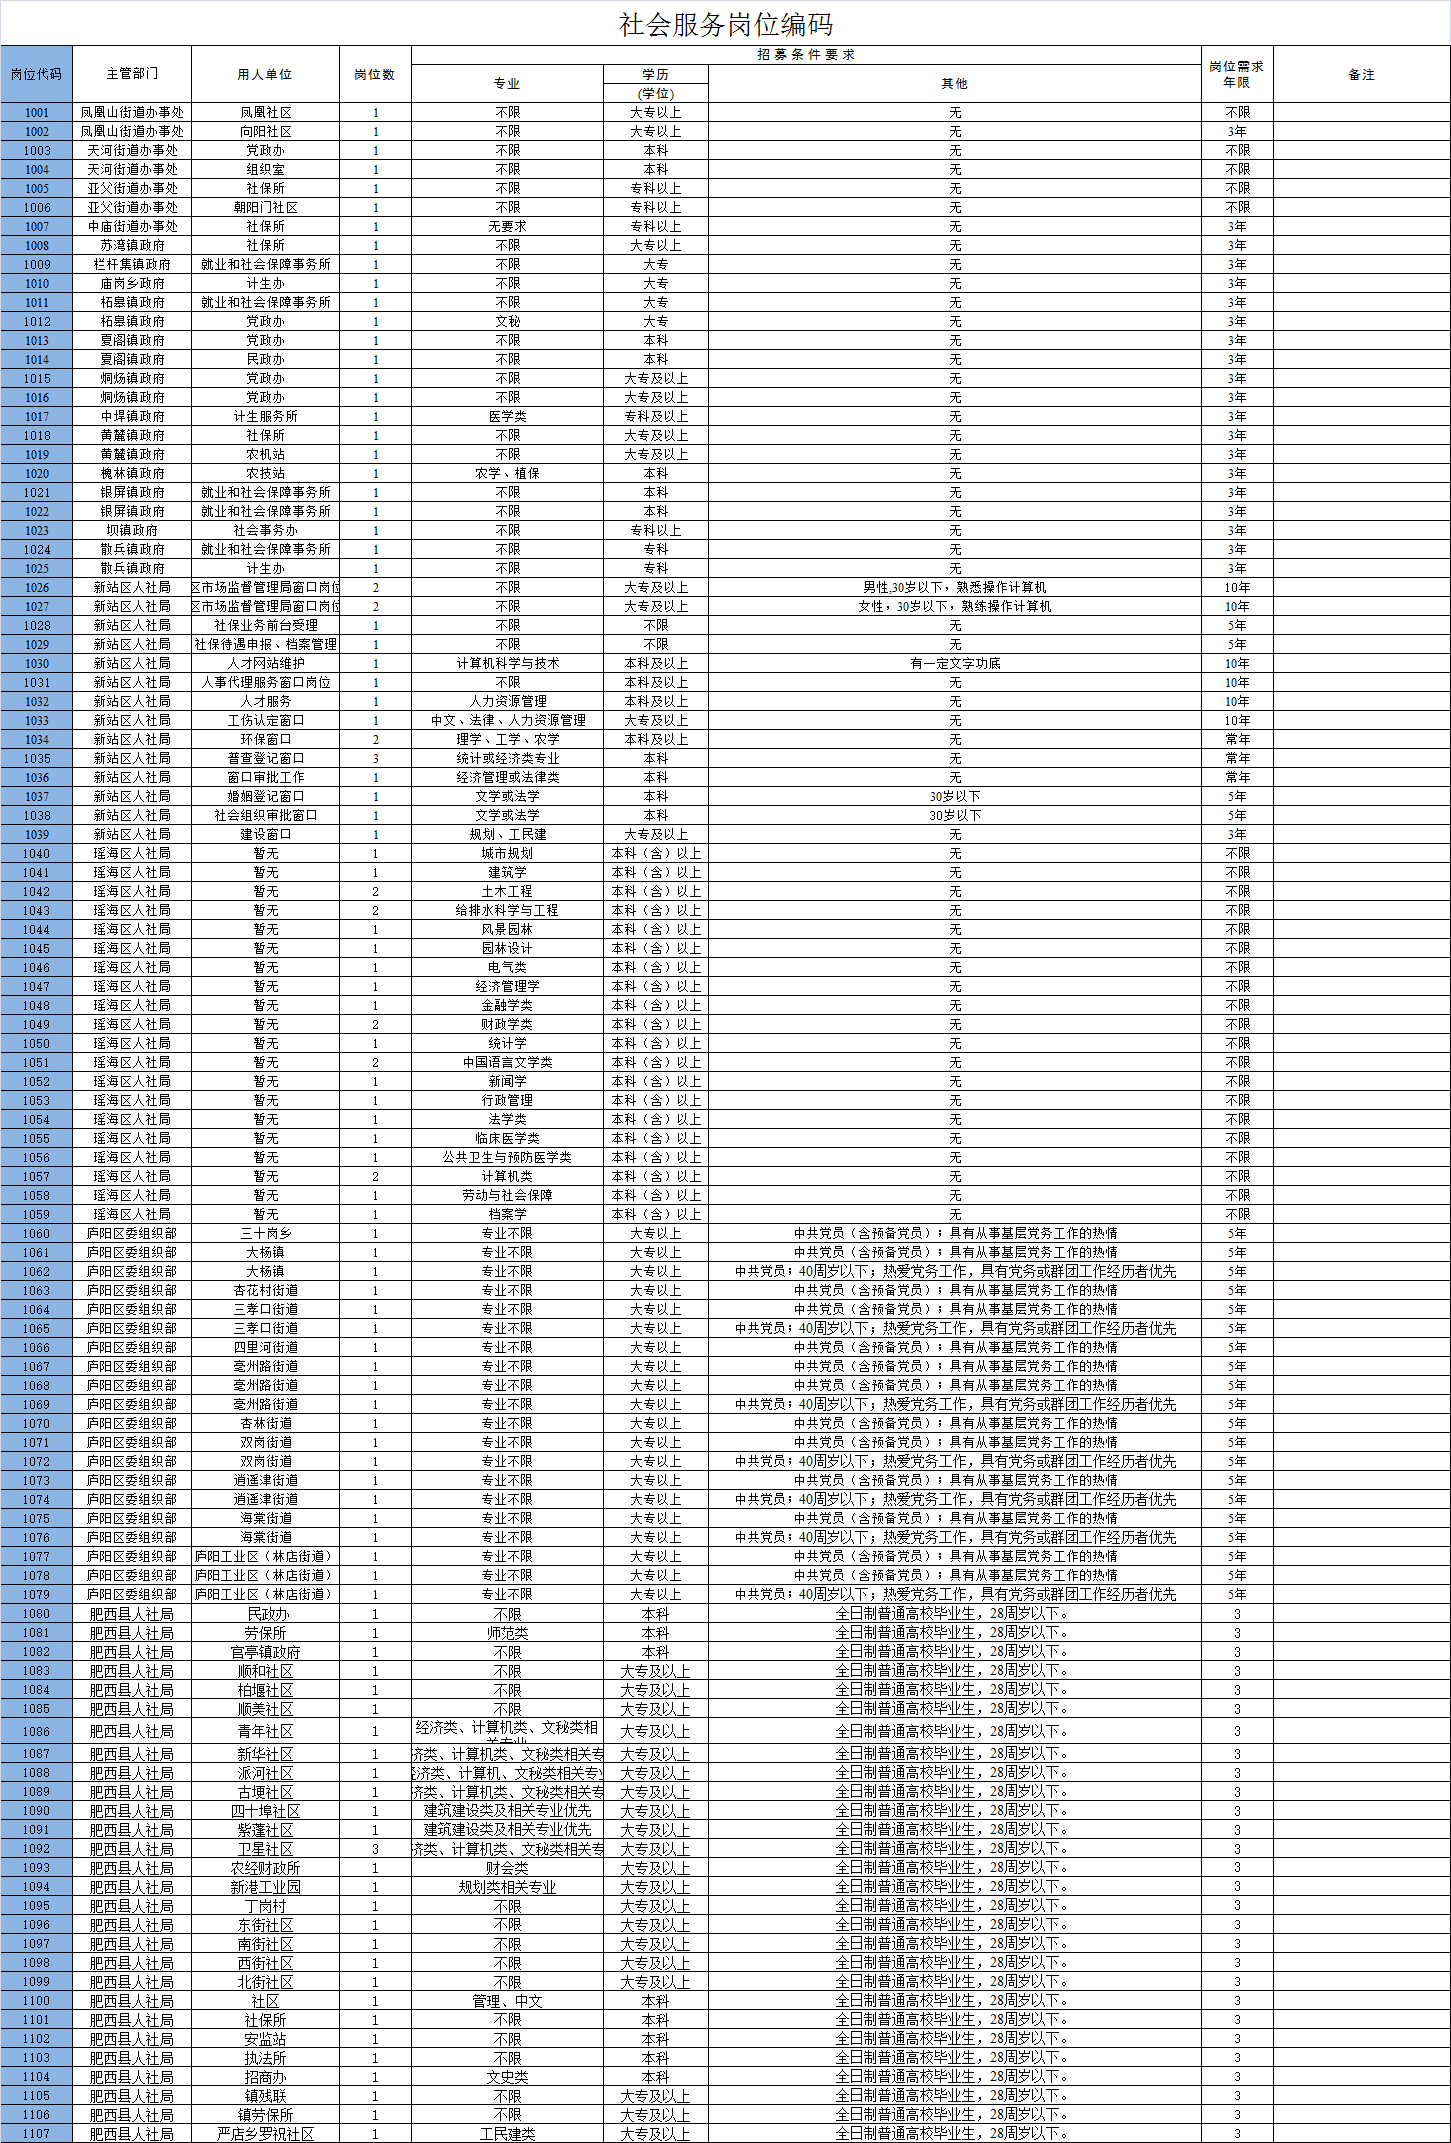 社会服务岗位编码
岗位代码 主管部门 用人单位 岗位数 招募条件要求 岗位需求年限 备注
专业 学历 其他
(学位)
1001 凤凰山街道办事处 凤凰社区 1 不限 大专以上 无 不限
1002 凤凰山街道办事处 向阳社区 1 不限 大专以上 无 3年
1003 天河街道办事处 党政办 1 不限 本科 无 不限
1004 天河街道办事处 组织室 1 不限 本科 无 不限
1005 亚父街道办事处 社保所 1 不限 专科以上 无 不限
1006 亚父街道办事处 朝阳门社区 1 不限 专科以上 无 不限
1007 中庙街道办事处 社保所 1 无要求 专科以上 无 3年
1008 苏湾镇政府 社保所 1 不限 大专以上 无 3年
1009 栏杆集镇政府 就业和社会保障事务所 1 不限 大专 无 3年
1010 庙岗乡政府 计生办 1 不限 大专 无 3年
1011 柘皋镇政府 就业和社会保障事务所 1 不限 大专 无 3年
1012 柘皋镇政府 党政办 1 文秘 大专 无 3年
1013 夏阁镇政府 党政办 1 不限 本科 无 3年
1014 夏阁镇政府 民政办 1 不限 本科 无 3年
1015 烔炀镇政府 党政办 1 不限 大专及以上 无 3年
1016 烔炀镇政府 党政办 1 不限 大专及以上 无 3年
1017 中垾镇政府 计生服务所 1 医学类 专科及以上 无 3年
1018 黄麓镇政府 社保所 1 不限 大专及以上 无 3年
1019 黄麓镇政府 农机站 1 不限 大专及以上 无 3年
1020 槐林镇政府 农技站 1 农学、植保 本科 无 3年
1021 银屏镇政府 就业和社会保障事务所 1 不限 本科 无 3年
1022 银屏镇政府 就业和社会保障事务所 1 不限 本科 无 3年
1023 坝镇政府 社会事务办 1 不限 专科以上 无 3年
1024 散兵镇政府 就业和社会保障事务所 1 不限 专科 无 3年
1025 散兵镇政府 计生办 1 不限 专科 无 3年
1026 新站区人社局 区市场监督管理局窗口岗位 2 不限 大专及以上 男性,30岁以下，熟悉操作计算机 10年
1027 新站区人社局 区市场监督管理局窗口岗位 2 不限 大专及以上 女性，30岁以下，熟练操作计算机 10年
1028 新站区人社局 社保业务前台受理 1 不限 不限 无 5年
1029 新站区人社局 社保待遇申报、档案管理 1 不限 不限 无 5年
1030 新站区人社局 人才网站维护 1 计算机科学与技术 本科及以上 有一定文字功底 10年
1031 新站区人社局 人事代理服务窗口岗位 1 不限 本科及以上 无 10年
1032 新站区人社局 人才服务 1 人力资源管理 本科及以上 无 10年
1033 新站区人社局 工伤认定窗口 1 中文、法律、人力资源管理 大专及以上 无 10年
1034 新站区人社局 环保窗口 2 理学、工学、农学 本科及以上 无 常年
1035 新站区人社局 普查登记窗口 3 统计或经济类专业 本科 无 常年
1036 新站区人社局 窗口审批工作 1 经济管理或法律类 本科 无 常年
1037 新站区人社局 婚姻登记窗口 1 文学或法学 本科 30岁以下 5年
1038 新站区人社局 社会组织审批窗口 1 文学或法学 本科 30岁以下 5年
1039 新站区人社局 建设窗口 1 规划、工民建 大专及以上 无 3年
1040 瑶海区人社局 暂无 1 城市规划 本科（含）以上 无 不限
1041 瑶海区人社局 暂无 1 建筑学 本科（含）以上 无 不限
1042 瑶海区人社局 暂无 2 土木工程 本科（含）以上 无 不限
1043 瑶海区人社局 暂无 2 给排水科学与工程 本科（含）以上 无 不限
1044 瑶海区人社局 暂无 1 风景园林 本科（含）以上 无 不限
1045 瑶海区人社局 暂无 1 园林设计 本科（含）以上 无 不限
1046 瑶海区人社局 暂无 1 电气类 本科（含）以上 无 不限
1047 瑶海区人社局 暂无 1 经济管理学 本科（含）以上 无 不限
1048 瑶海区人社局 暂无 1 金融学类 本科（含）以上 无 不限
1049 瑶海区人社局 暂无 2 财政学类 本科（含）以上 无 不限
1050 瑶海区人社局 暂无 1 统计学 本科（含）以上 无 不限
1051 瑶海区人社局 暂无 2 中国语言文学类 本科（含）以上 无 不限
1052 瑶海区人社局 暂无 1 新闻学 本科（含）以上 无 不限
1053 瑶海区人社局 暂无 1 行政管理 本科（含）以上 无 不限
1054 瑶海区人社局 暂无 1 法学类 本科（含）以上 无 不限
1055 瑶海区人社局 暂无 1 临床医学类 本科（含）以上 无 不限
1056 瑶海区人社局 暂无 1 公共卫生与预防医学类 本科（含）以上 无 不限
1057 瑶海区人社局 暂无 2 计算机类 本科（含）以上 无 不限
1058 瑶海区人社局 暂无 1 劳动与社会保障 本科（含）以上 无 不限
1059 瑶海区人社局 暂无 1 档案学 本科（含）以上 无 不限
1060 庐阳区委组织部 三十岗乡 1 专业不限 大专以上 中共党员（含预备党员）；具有从事基层党务工作的热情 5年
1061 庐阳区委组织部 大杨镇 1 专业不限 大专以上 中共党员（含预备党员）；具有从事基层党务工作的热情 5年
1062 庐阳区委组织部 大杨镇 1 专业不限 大专以上 中共党员；40周岁以下；热爱党务工作，具有党务或群团工作经历者优先 5年
1063 庐阳区委组织部 杏花村街道 1 专业不限 大专以上 中共党员（含预备党员）；具有从事基层党务工作的热情 5年
1064 庐阳区委组织部 三孝口街道 1 专业不限 大专以上 中共党员（含预备党员）；具有从事基层党务工作的热情 5年
1065 庐阳区委组织部 三孝口街道 1 专业不限 大专以上 中共党员；40周岁以下；热爱党务工作，具有党务或群团工作经历者优先 5年
1066 庐阳区委组织部 四里河街道 1 专业不限 大专以上 中共党员（含预备党员）；具有从事基层党务工作的热情 5年
1067 庐阳区委组织部 亳州路街道 1 专业不限 大专以上 中共党员（含预备党员）；具有从事基层党务工作的热情 5年
1068 庐阳区委组织部 亳州路街道 1 专业不限 大专以上 中共党员（含预备党员）；具有从事基层党务工作的热情 5年
1069 庐阳区委组织部 亳州路街道 1 专业不限 大专以上 中共党员；40周岁以下；热爱党务工作，具有党务或群团工作经历者优先 5年
1070 庐阳区委组织部 杏林街道 1 专业不限 大专以上 中共党员（含预备党员）；具有从事基层党务工作的热情 5年
1071 庐阳区委组织部 双岗街道 1 专业不限 大专以上 中共党员（含预备党员）；具有从事基层党务工作的热情 5年
1072 庐阳区委组织部 双岗街道 1 专业不限 大专以上 中共党员；40周岁以下；热爱党务工作，具有党务或群团工作经历者优先 5年
1073 庐阳区委组织部 逍遥津街道 1 专业不限 大专以上 中共党员（含预备党员）；具有从事基层党务工作的热情 5年
1074 庐阳区委组织部 逍遥津街道 1 专业不限 大专以上 中共党员；40周岁以下；热爱党务工作，具有党务或群团工作经历者优先 5年
1075 庐阳区委组织部 海棠街道 1 专业不限 大专以上 中共党员（含预备党员）；具有从事基层党务工作的热情 5年
1076 庐阳区委组织部 海棠街道 1 专业不限 大专以上 中共党员；40周岁以下；热爱党务工作，具有党务或群团工作经历者优先 5年
1077 庐阳区委组织部 庐阳工业区（林店街道） 1 专业不限 大专以上 中共党员（含预备党员）；具有从事基层党务工作的热情 5年
1078 庐阳区委组织部 庐阳工业区（林店街道） 1 专业不限 大专以上 中共党员（含预备党员）；具有从事基层党务工作的热情 5年
1079 庐阳区委组织部 庐阳工业区（林店街道） 1 专业不限 大专以上 中共党员；40周岁以下；热爱党务工作，具有党务或群团工作经历者优先 5年
1080 肥西县人社局 民政办 1 不限 本科 全日制普通高校毕业生，28周岁以下。 3
1081 肥西县人社局 劳保所 1 师范类 本科 全日制普通高校毕业生，28周岁以下。 3
1082 肥西县人社局 官亭镇政府 1 不限 本科 全日制普通高校毕业生，28周岁以下。 3
1083 肥西县人社局 顺和社区 1 不限 大专及以上 全日制普通高校毕业生，28周岁以下。 3
1084 肥西县人社局 柏堰社区 1 不限 大专及以上 全日制普通高校毕业生，28周岁以下。 3
1085 肥西县人社局 顺美社区 1 不限 大专及以上 全日制普通高校毕业生，28周岁以下。 3
1086 肥西县人社局 青年社区 1 经济类、计算机类、文秘类相关专业 大专及以上 全日制普通高校毕业生，28周岁以下。 3
1087 肥西县人社局 新华社区 1 济类、计算机类、文秘类相关专 大专及以上 全日制普通高校毕业生，28周岁以下。 3
1088 肥西县人社局 派河社区 1 经济类、计算机、文秘类相关专业 大专及以上 全日制普通高校毕业生，28周岁以下。 3
1089 肥西县人社局 古埂社区 1 济类、计算机类、文秘类相关专 大专及以上 全日制普通高校毕业生，28周岁以下。 3
1090 肥西县人社局 四十埠社区 1 建筑建设类及相关专业优先 大专及以上 全日制普通高校毕业生，28周岁以下。 3
1091 肥西县人社局 紫蓬社区 1 建筑建设类及相关专业优先 大专及以上 全日制普通高校毕业生，28周岁以下。 3
1092 肥西县人社局 卫星社区 3 济类、计算机类、文秘类相关专 大专及以上 全日制普通高校毕业生，28周岁以下。 3
1093 肥西县人社局 农经财政所 1 财会类 大专及以上 全日制普通高校毕业生，28周岁以下。 3
1094 肥西县人社局 新港工业园 1 规划类相关专业 大专及以上 全日制普通高校毕业生，28周岁以下。 3
1095 肥西县人社局 丁岗村 1 不限 大专及以上 全日制普通高校毕业生，28周岁以下。 3
1096 肥西县人社局 东街社区 1 不限 大专及以上 全日制普通高校毕业生，28周岁以下。 3
1097 肥西县人社局 南街社区 1 不限 大专及以上 全日制普通高校毕业生，28周岁以下。 3
1098 肥西县人社局 西街社区 1 不限 大专及以上 全日制普通高校毕业生，28周岁以下。 3
1099 肥西县人社局 北街社区 1 不限 大专及以上 全日制普通高校毕业生，28周岁以下。 3
1100 肥西县人社局 社区 1 管理、中文 本科 全日制普通高校毕业生，28周岁以下。 3
1101 肥西县人社局 社保所 1 不限 本科 全日制普通高校毕业生，28周岁以下。 3
1102 肥西县人社局 安监站 1 不限 本科 全日制普通高校毕业生，28周岁以下。 3
1103 肥西县人社局 执法所 1 不限 本科 全日制普通高校毕业生，28周岁以下。 3
1104 肥西县人社局 招商办 1 文史类 本科 全日制普通高校毕业生，28周岁以下。 3
1105 肥西县人社局 镇残联 1 不限 大专及以上 全日制普通高校毕业生，28周岁以下。 3
1106 肥西县人社局 镇劳保所 1 不限 大专及以上 全日制普通高校毕业生，28周岁以下。 3
1107 肥西县人社局 严店乡罗祝社区 1 工民建类 大专及以上 全日制普通高校毕业生，28周岁以下。 3